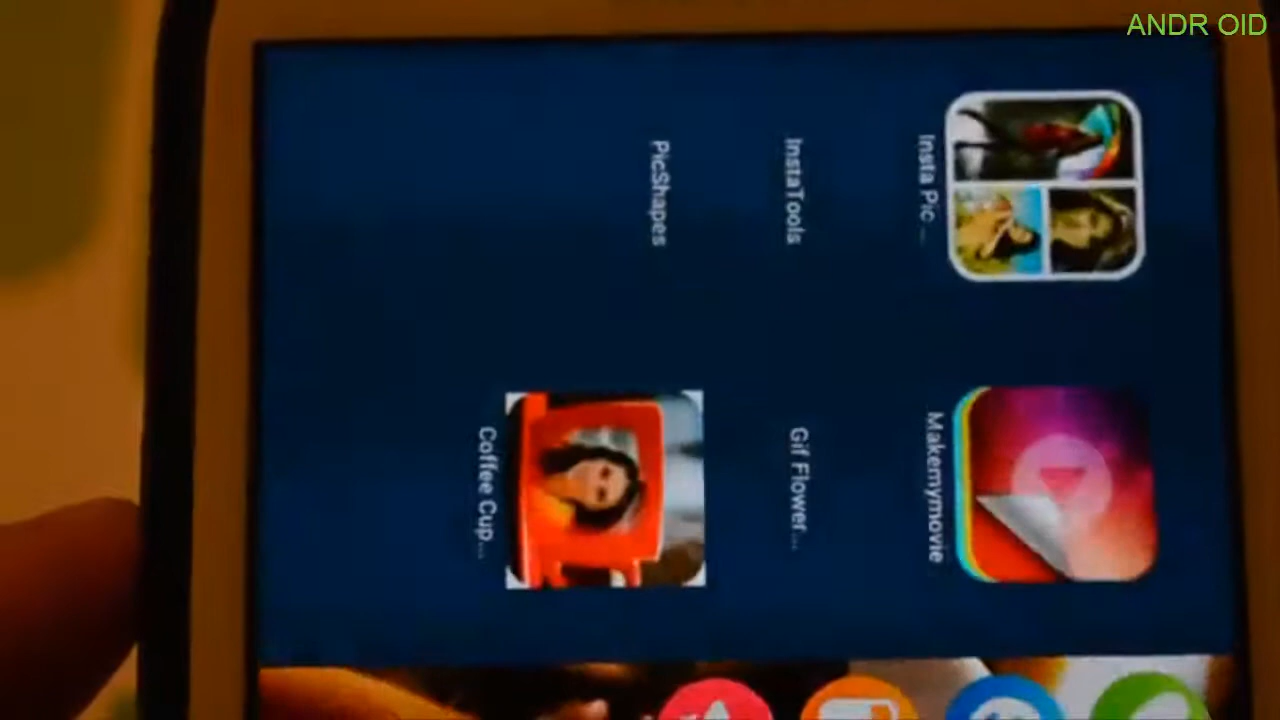 ANDR OID
Insta Pic ...
InstaTools
PicShapes
Makemymovie
Gif Flower...
Coffee Cup...